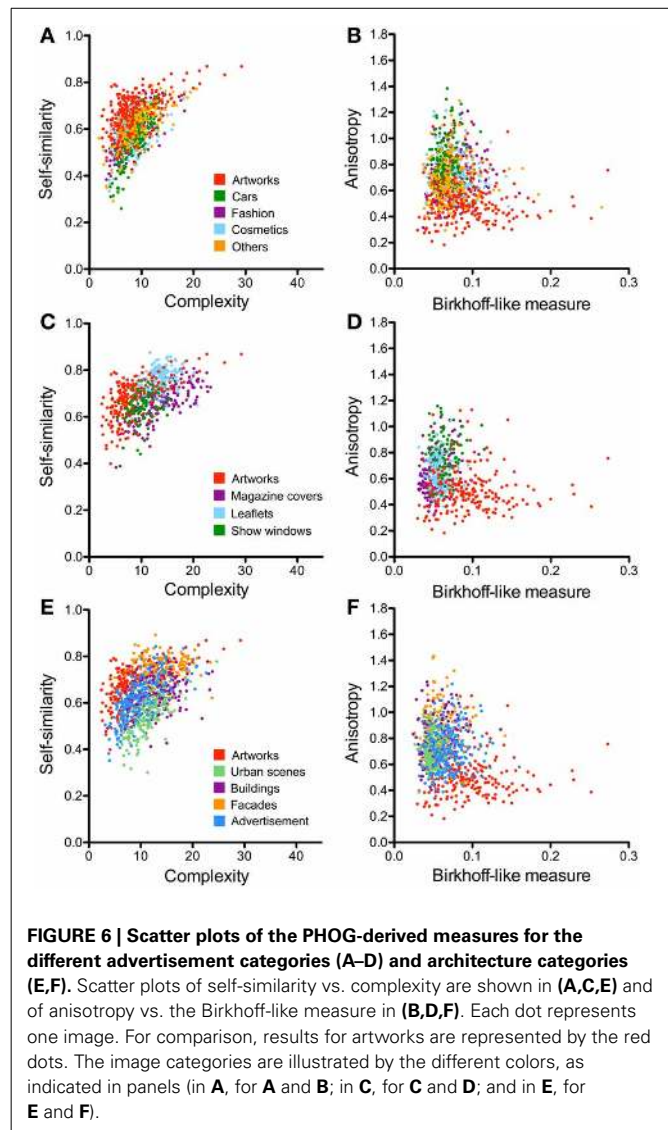 A
B
Self-similarity
1.0
0.8
0.6
0.4
0.2
0.0
0
10
20
30
40
Complexity
Artworks
Cars
Fashion
Cosmetics
Others
Anisotropy
1.8
1.6
1.4
1.2
1.0
0.8
0.6
0.4
0.2
0.0
0.0
0.1
0.2
0.3
Birkhoff-like measure
C
D
Self-similarity
1.0
0.8
0.6
0.4
0.2
0.0
0
10
20
30
40
Complexity
Artworks
Magazine covers
Leaflets
Show windows
Anisotropy
1.8
1.6
1.4
1.2
1.0
0.8
0.6
0.4
0.2
0.0
0.0
0.1
0.2
0.3
Birkhoff-like measure
E
F
Self-similarity
1.0
0.8
0.6
0.4
0.2
0.0
0
10
20
30
40
Complexity
Artworks
Urban scenes
Buildings
Facades
Advertisement
Anisotropy
1.8
1.6
1.4
1.2
1.0
0.8
0.6
0.4
0.2
0.0
0.0
0.1
0.2
0.3
Birkhoff-like measure
FIGURE 6 | Scatter plots of the PHOG-derived measures for the
different advertisement categories (A–D) and architecture categories
(E,F). Scatter plots of self-similarity vs. complexity are shown in (A,C,E) and
of anisotropy vs. the Birkhoff-like measure in (B,D,F). Each dot represents
one image. For comparison, results for artworks are represented by the red
dots. The image categories are illustrated by the different colors, as
indicated in panels (in A, for A and B; in C, for C and D; and in E, for
E and F).